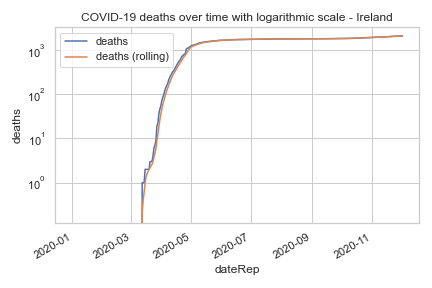 COVID-19 deaths over time with logarithmic scale - Ireland
deaths
deaths (rolling)
10³
10²
10¹
10⁰
deaths
2020-01
2020-03
2020-05
2020-07
2020-09
2020-11
dateRep